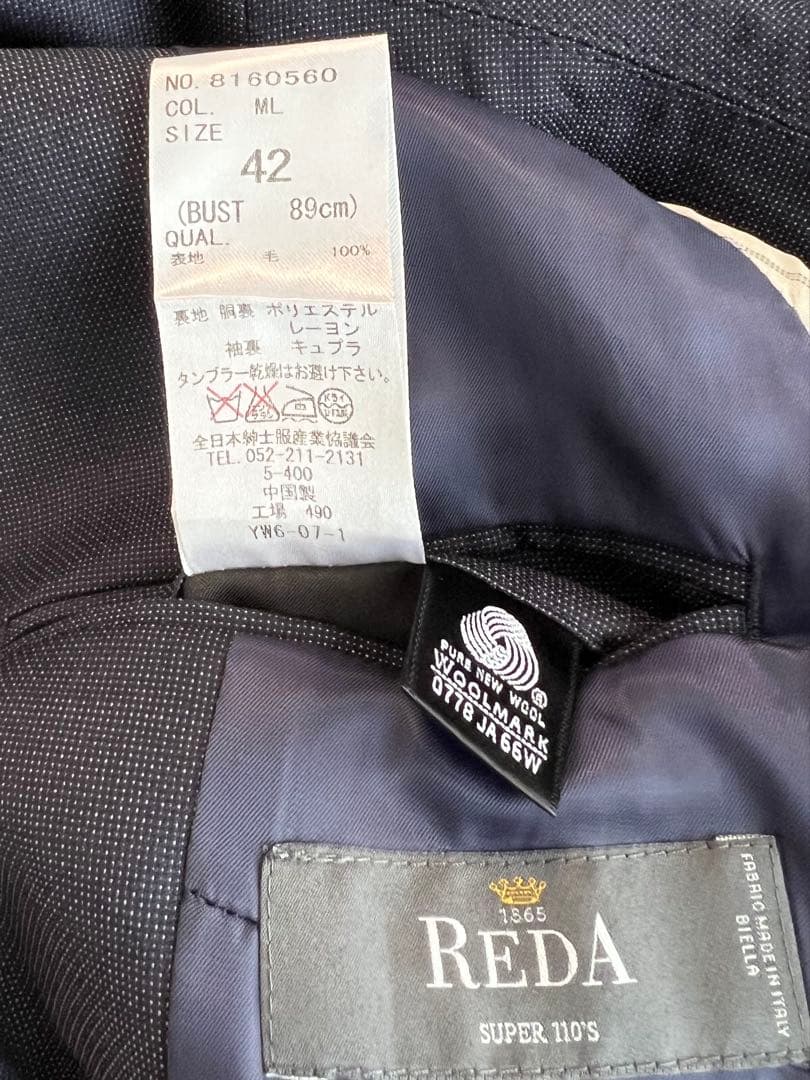 NO. 8160560
COL. ML
SIZE
42
(BUST 89cm)
QUAL.
表地 毛 100%
裏地 胴裏 ポリエステル
レーヨン
袖裏 キュプラ
タンブラー乾燥はお避け下さい。
全日本紳士服産業協議会
TEL. 052-211-2131
5-400
中国製
工場 490
YW6-07-1
PURE NEW WOOL
WOOLMARK
0778 JA66W
1865
REDA
SUPER 110'S
FABRIC MADE IN ITALY
BIELLA